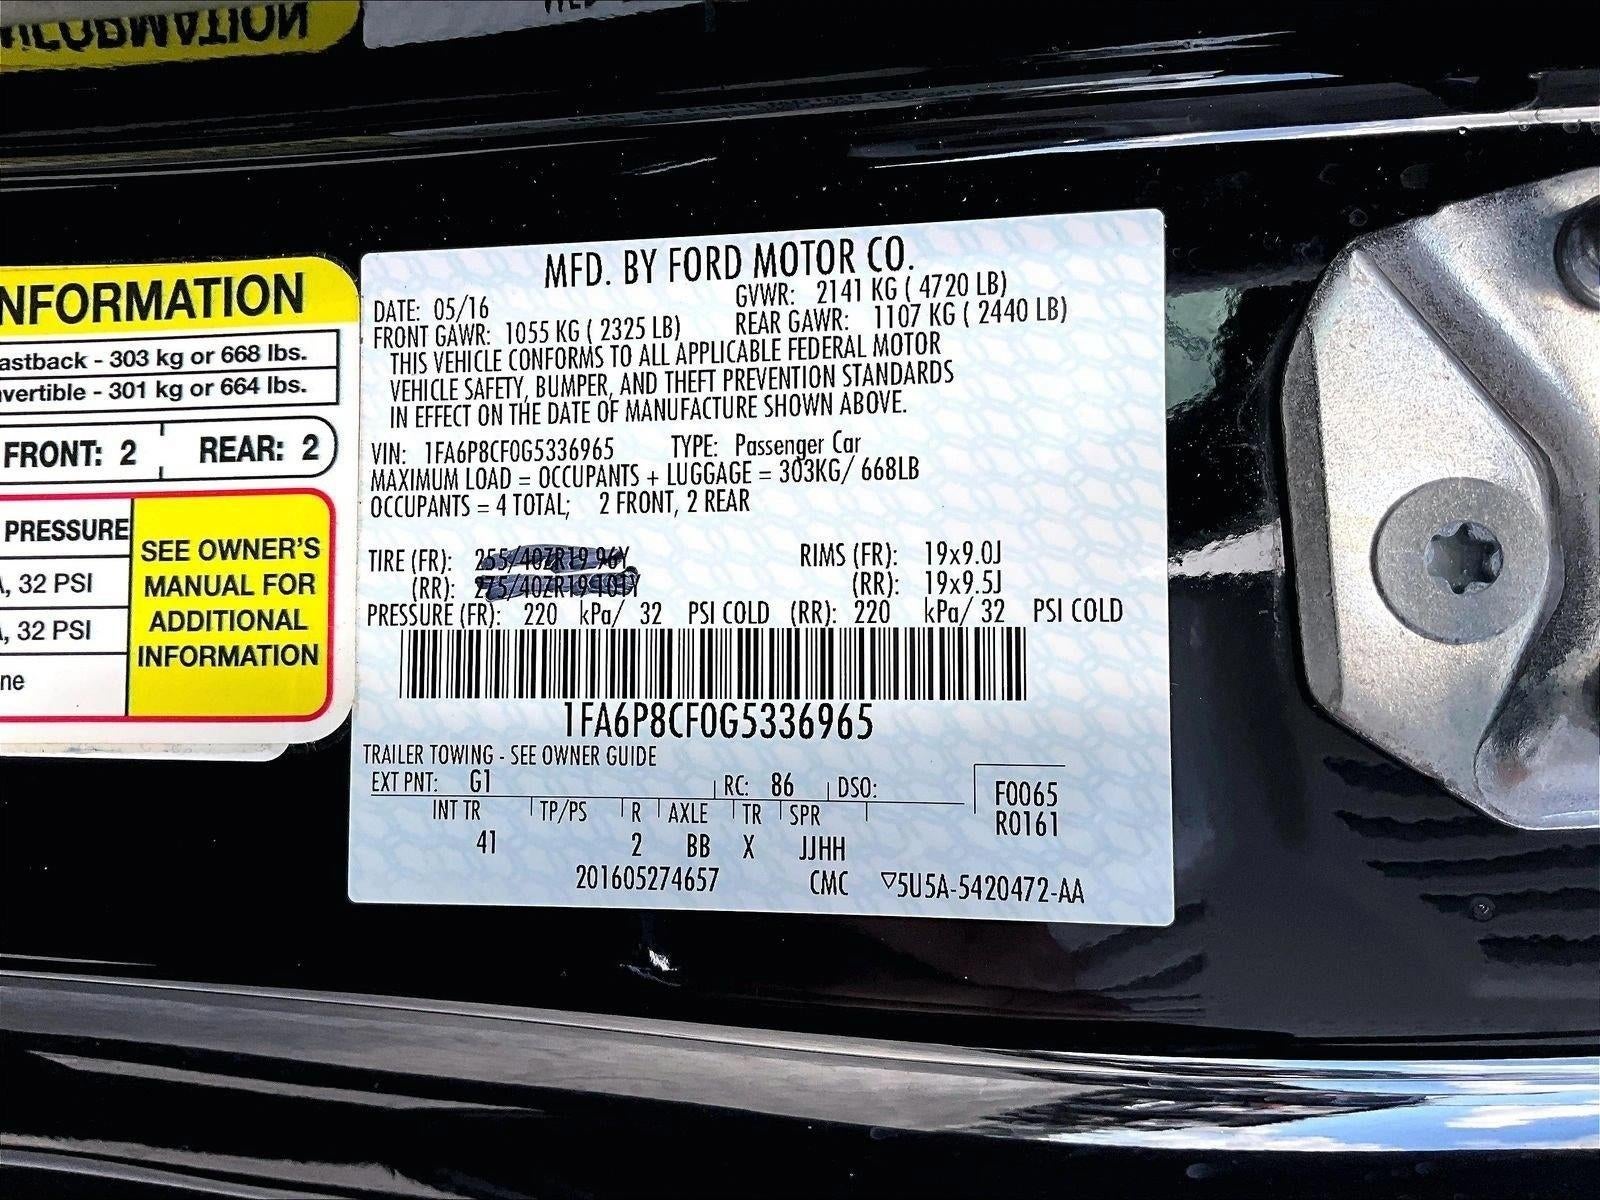 NFORMATION
astback - 303 kg or 668 lbs.
vertible - 301 kg or 664 lbs.
FRONT: 2 REAR: 2
PRESSURE
, 32 PSI
, 32 PSI
ne
SEE OWNER'S
MANUAL FOR
ADDITIONAL
INFORMATION
MFD. BY FORD MOTOR CO.
DATE: 05/16 GVWR: 2141 KG ( 4720 LB)
FRONT GAWR: 1055 KG ( 2325 LB) REAR GAWR: 1107 KG ( 2440 LB)
THIS VEHICLE CONFORMS TO ALL APPLICABLE FEDERAL MOTOR
VEHICLE SAFETY, BUMPER, AND THEFT PREVENTION STANDARDS
IN EFFECT ON THE DATE OF MANUFACTURE SHOWN ABOVE.
VIN: 1FA6P8CF0G5336965 TYPE: Passenger Car
MAXIMUM LOAD = OCCUPANTS + LUGGAGE = 303KG/ 668LB
OCCUPANTS = 4 TOTAL; 2 FRONT, 2 REAR
TIRE (FR): 255/40ZR19 96Y RIMS (FR): 19x9.0J
(RR): 275/40ZR19 101Y (RR): 19x9.5J
PRESSURE (FR): 220 kPa/ 32 PSI COLD (RR): 220 kPa/ 32 PSI COLD
1FA6P8CF0G5336965
TRAILER TOWING - SEE OWNER GUIDE
EXT PNT: G1 RC: 86 DSO: F0065
R0161
INT TR TP/PS R AXLE TR SPR
41 2 BB X JJHH
201605274657 CMC ▽5U5A-5420472-AA